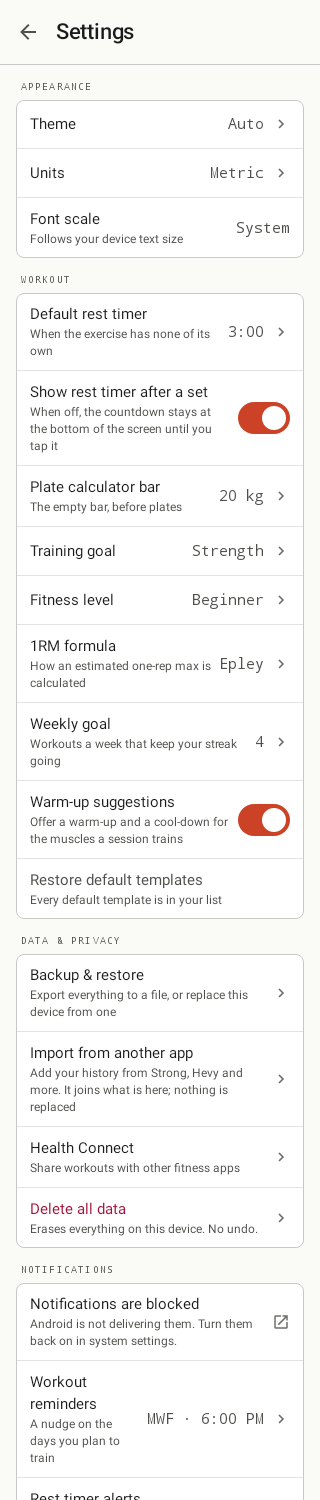 Settings
APPEARANCE
Theme
Auto
Units
Metric
Font scale
Follows your device text size
System
WORKOUT
Default rest timer
When the exercise has none of its
own
3:00
Show rest timer after a set
When off, the countdown stays at
the bottom of the screen until you
tap it
Plate calculator bar
The empty bar, before plates
20 kg
Training goal
Strength
Fitness level
Beginner
1RM formula
How an estimated one-rep max is
calculated
Epley
Weekly goal
Workouts a week that keep your streak
going
4
Warm-up suggestions
Offer a warm-up and a cool-down for
the muscles a session trains
Restore default templates
Every default template is in your list
DATA & PRIVACY
Backup & restore
Export everything to a file, or replace this
device from one
Import from another app
Add your history from Strong, Hevy and
more. It joins what is here; nothing is
replaced
Health Connect
Share workouts with other fitness apps
Delete all data
Erases everything on this device. No undo.
NOTIFICATIONS
Notifications are blocked
Android is not delivering them. Turn them
back on in system settings.
Workout
reminders
A nudge on the
days you plan to
train
MWF · 6:00 PM
Rest timer alerts